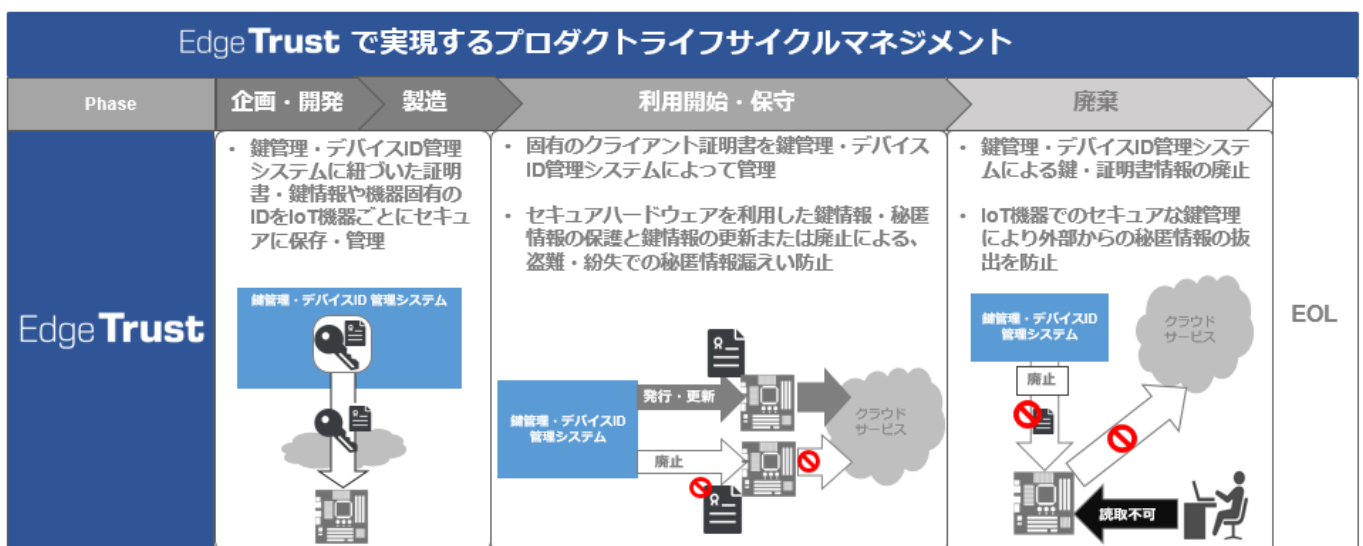 EdgeTrust で実現するプロダクトライフサイクルマネジメント
Phase
企画・開発
製造
利用開始・保守
廃棄
EdgeTrust
・ 鍵管理・デバイスID管理
システムに紐づいた証明
書・鍵情報や機器固有の
IDをIoT機器ごとにセキュ
アに保存・管理
鍵管理・デバイスID 管理システム
・ 固有のクライアント証明書を鍵管理・デバイス
ID管理システムによって管理
・ セキュアハードウェアを利用した鍵情報・秘匿
情報の保護と鍵情報の更新または廃止による、
盗難・紛失での秘匿情報漏えい防止
鍵管理・デバイスID
管理システム
発行・更新
廃止
クラウド
サービス
・ 鍵管理・デバイスID管理システ
ムによる鍵・証明書情報の廃止
・ IoT機器でのセキュアな鍵管理
により外部からの秘匿情報の抜
出を防止
鍵管理・デバイスID
管理システム
廃止
クラウド
サービス
読取不可
EOL